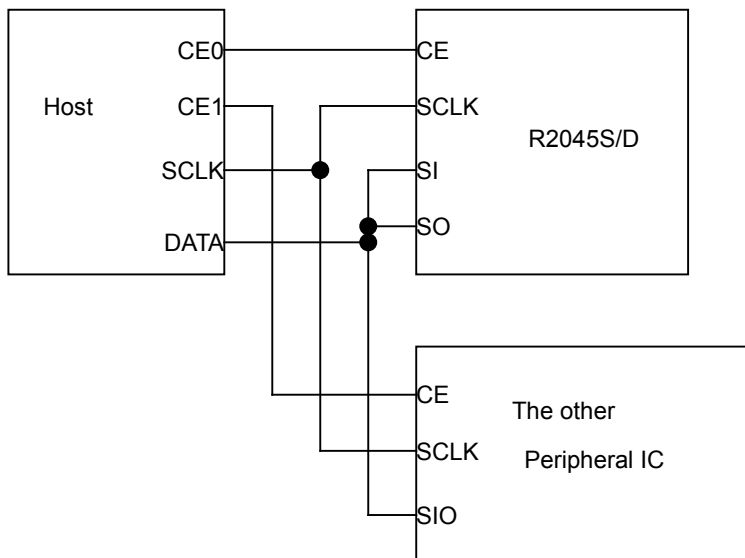 Host
CE0
CE1
SCLK
DATA
CE
SCLK
SI
SO
R2045S/D
CE
SCLK
SIO
The other
Peripheral IC